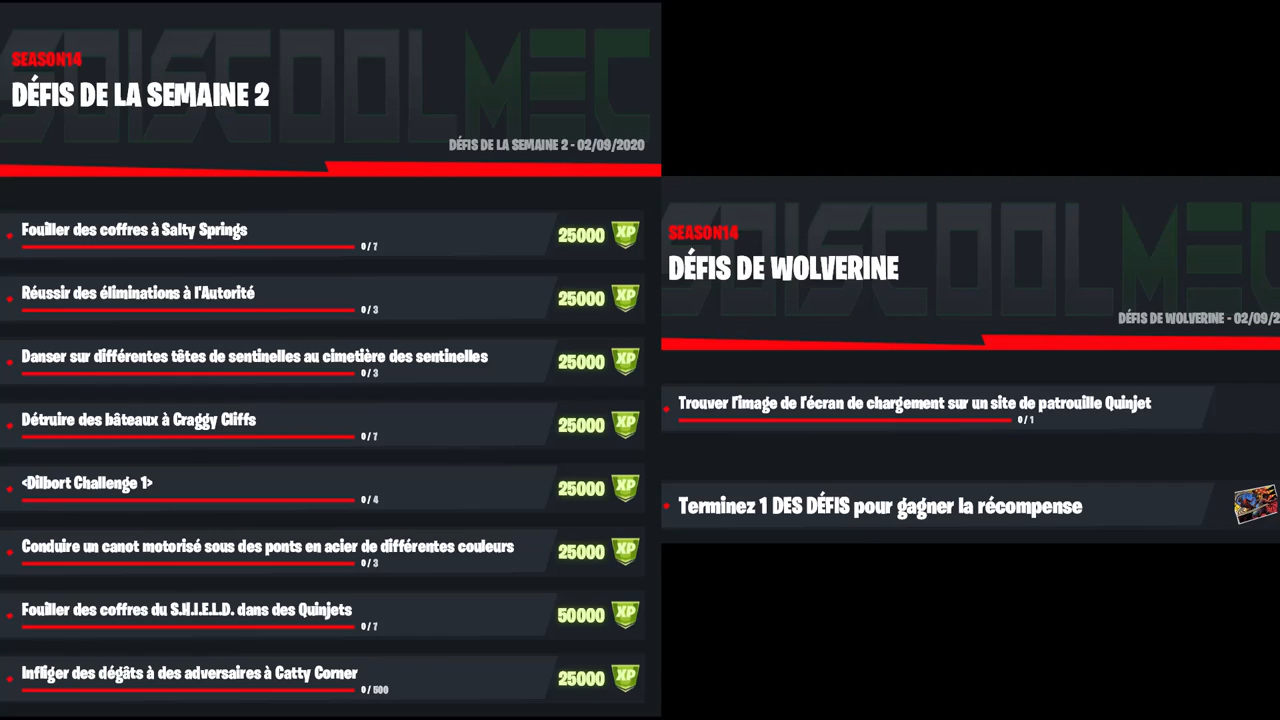 SOISCOOLMEC
SEASON14
DÉFIS DE LA SEMAINE 2
DÉFIS DE LA SEMAINE 2 - 02/09/2020
Fouiller des coffres à Salty Springs
0 / 7
25000 XP
Réussir des éliminations à l'Autorité
0 / 3
25000 XP
Danser sur différentes têtes de sentinelles au cimetière des sentinelles
0 / 3
25000 XP
Détruire des bâteaux à Craggy Cliffs
0 / 7
25000 XP
<Dilbort Challenge 1>
0 / 4
25000 XP
Conduire un canot motorisé sous des ponts en acier de différentes couleurs
0 / 3
25000 XP
Fouiller des coffres du S.H.I.E.L.D. dans des Quinjets
0 / 7
50000 XP
Infliger des dégâts à des adversaires à Catty Corner
0 / 500
25000 XP
SOISCOOLMEC
SEASON14
DÉFIS DE WOLVERINE
DÉFIS DE WOLVERINE - 02/09/2
Trouver l'image de l'écran de chargement sur un site de patrouille Quinjet
0 / 1
Terminez 1 DES DÉFIS pour gagner la récompense